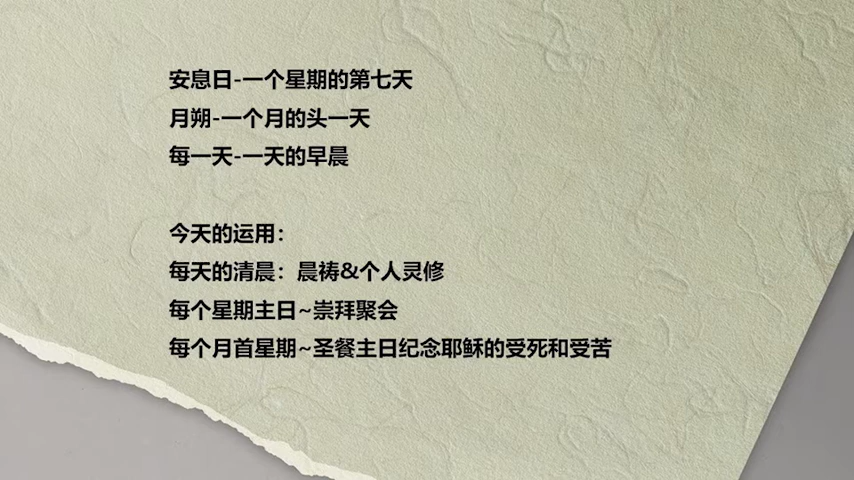 安息日-一个星期的第七天
月朔-一个月的头一天
每一天-一天的早晨
今天的运用：
每天的清晨：晨祷&个人灵修
每个星期主日~崇拜聚会
每个月首星期~圣餐主日纪念耶稣的受死和受苦